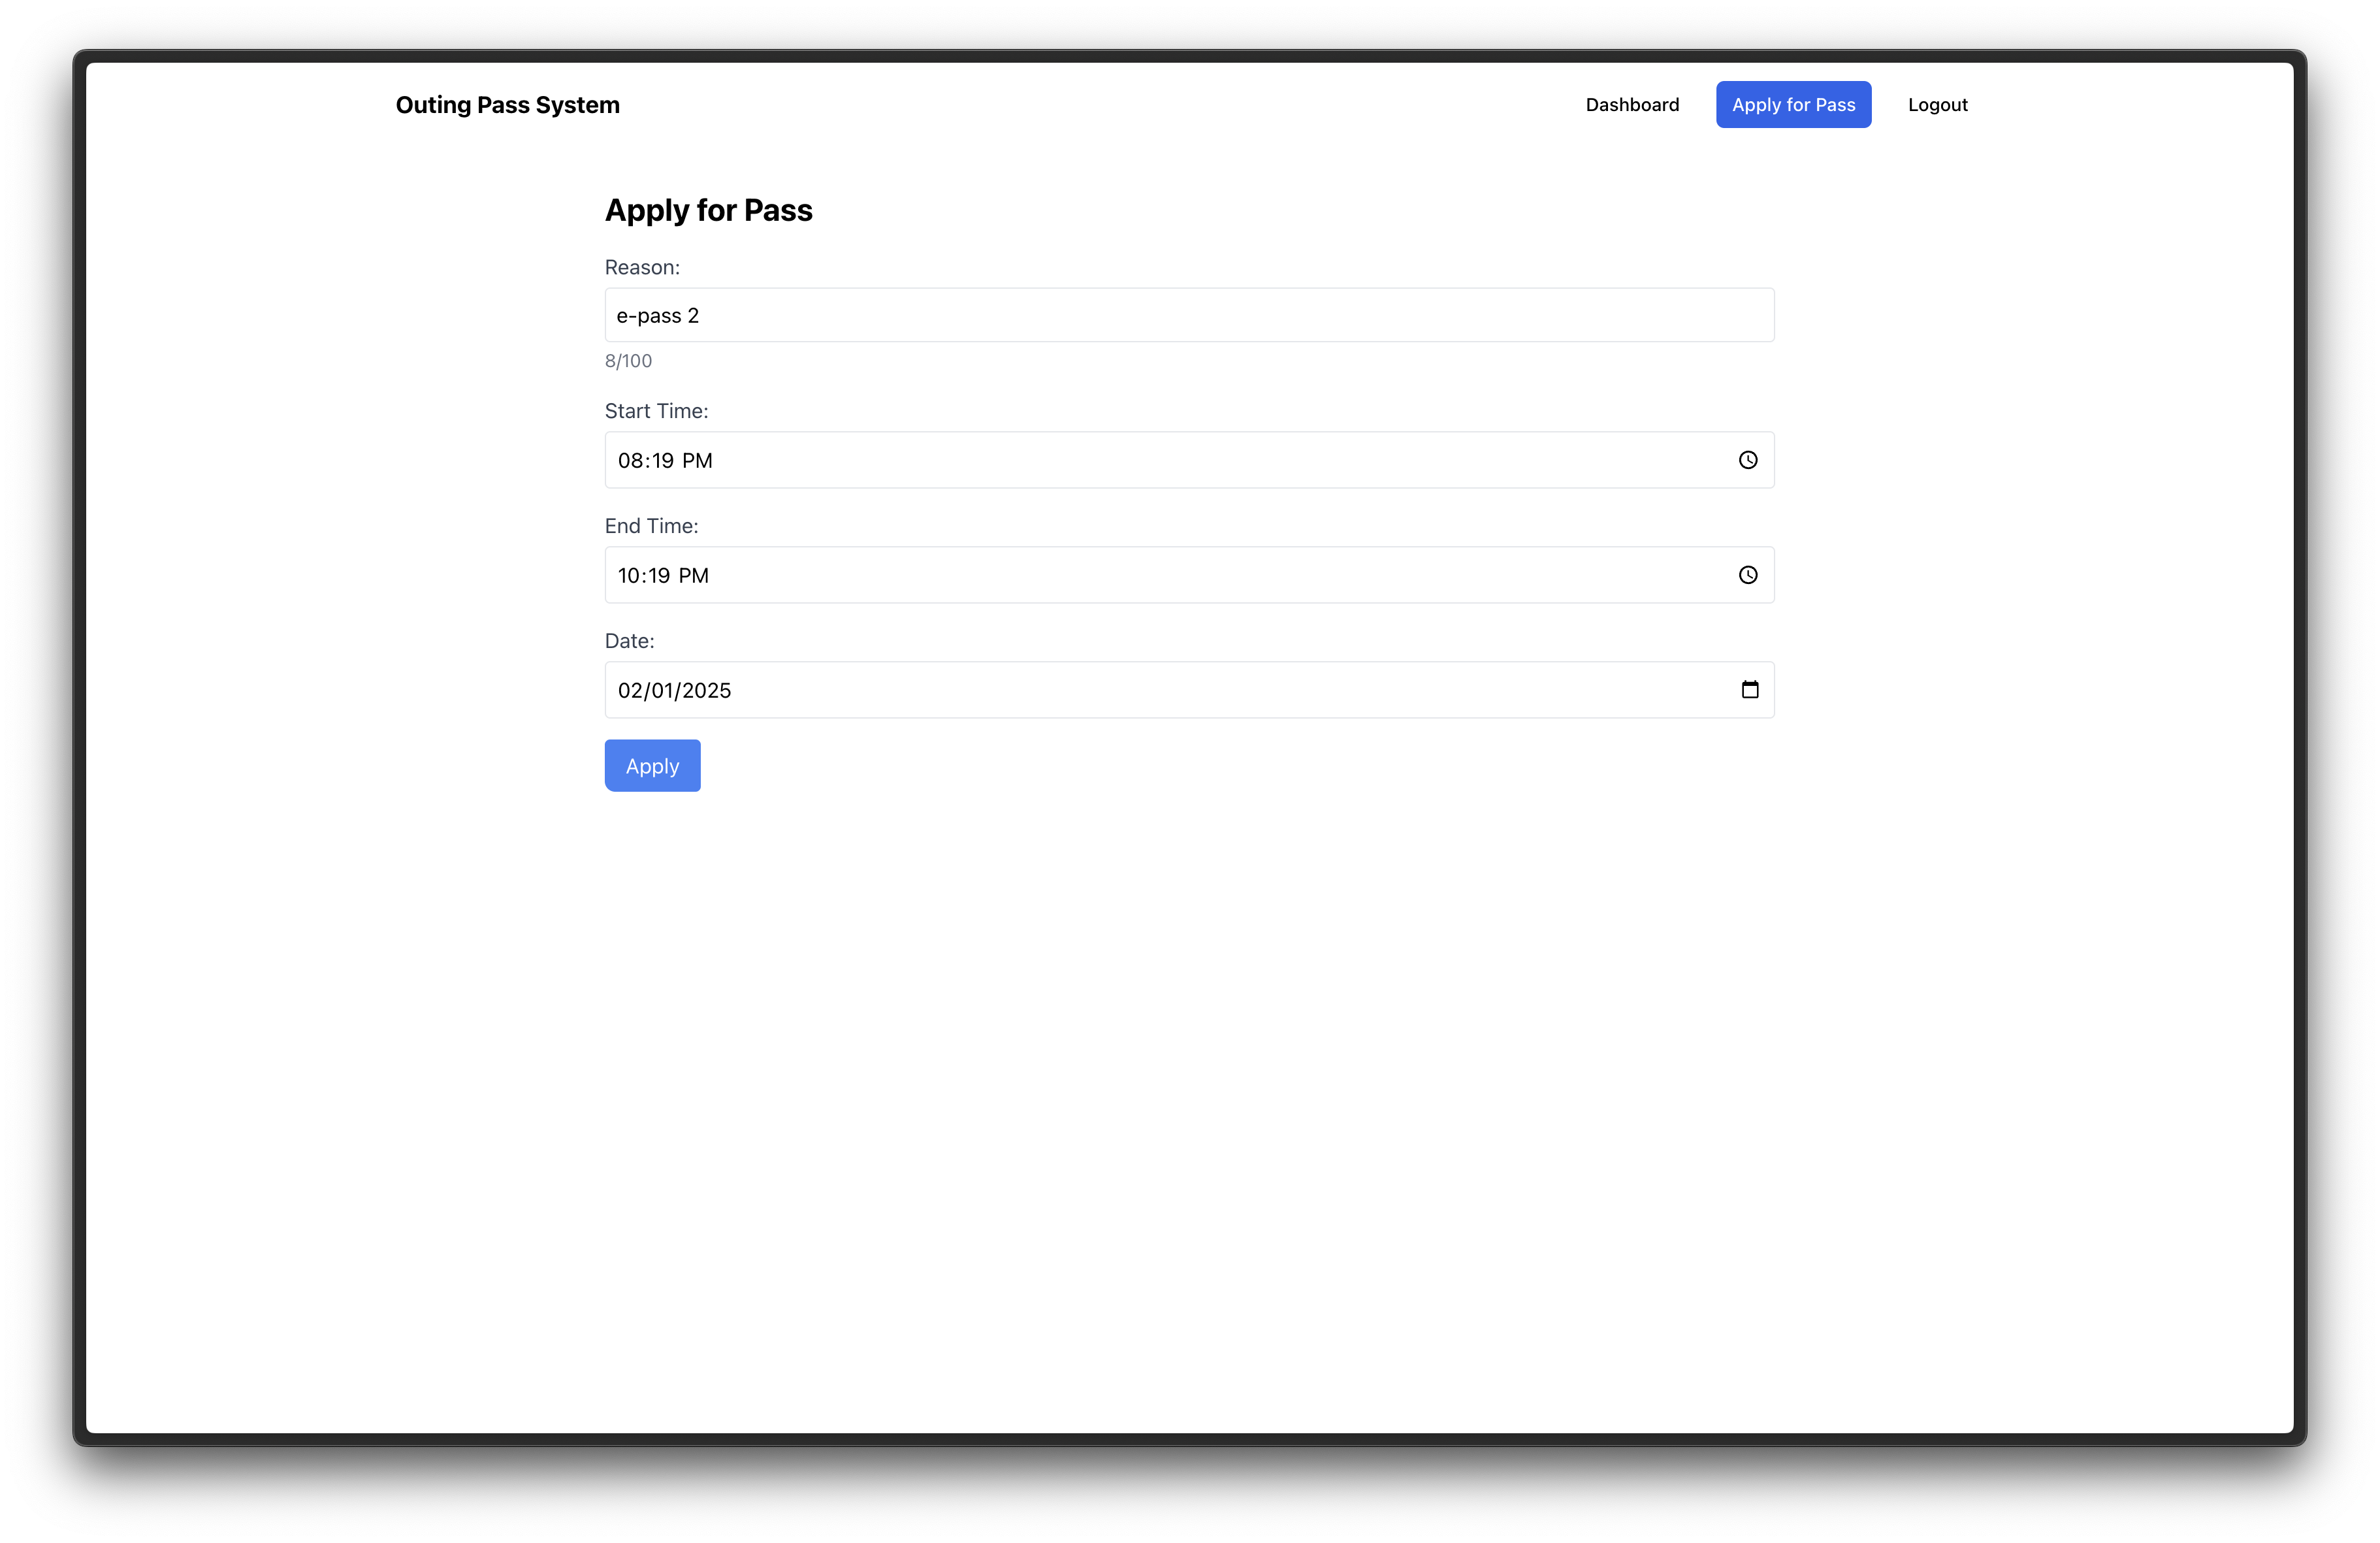 Outing Pass System
Dashboard
Apply for Pass
Logout
Apply for Pass
Reason:
e-pass 2
8/100
Start Time:
08:19 PM
End Time:
10:19 PM
Date:
02/01/2025
Apply